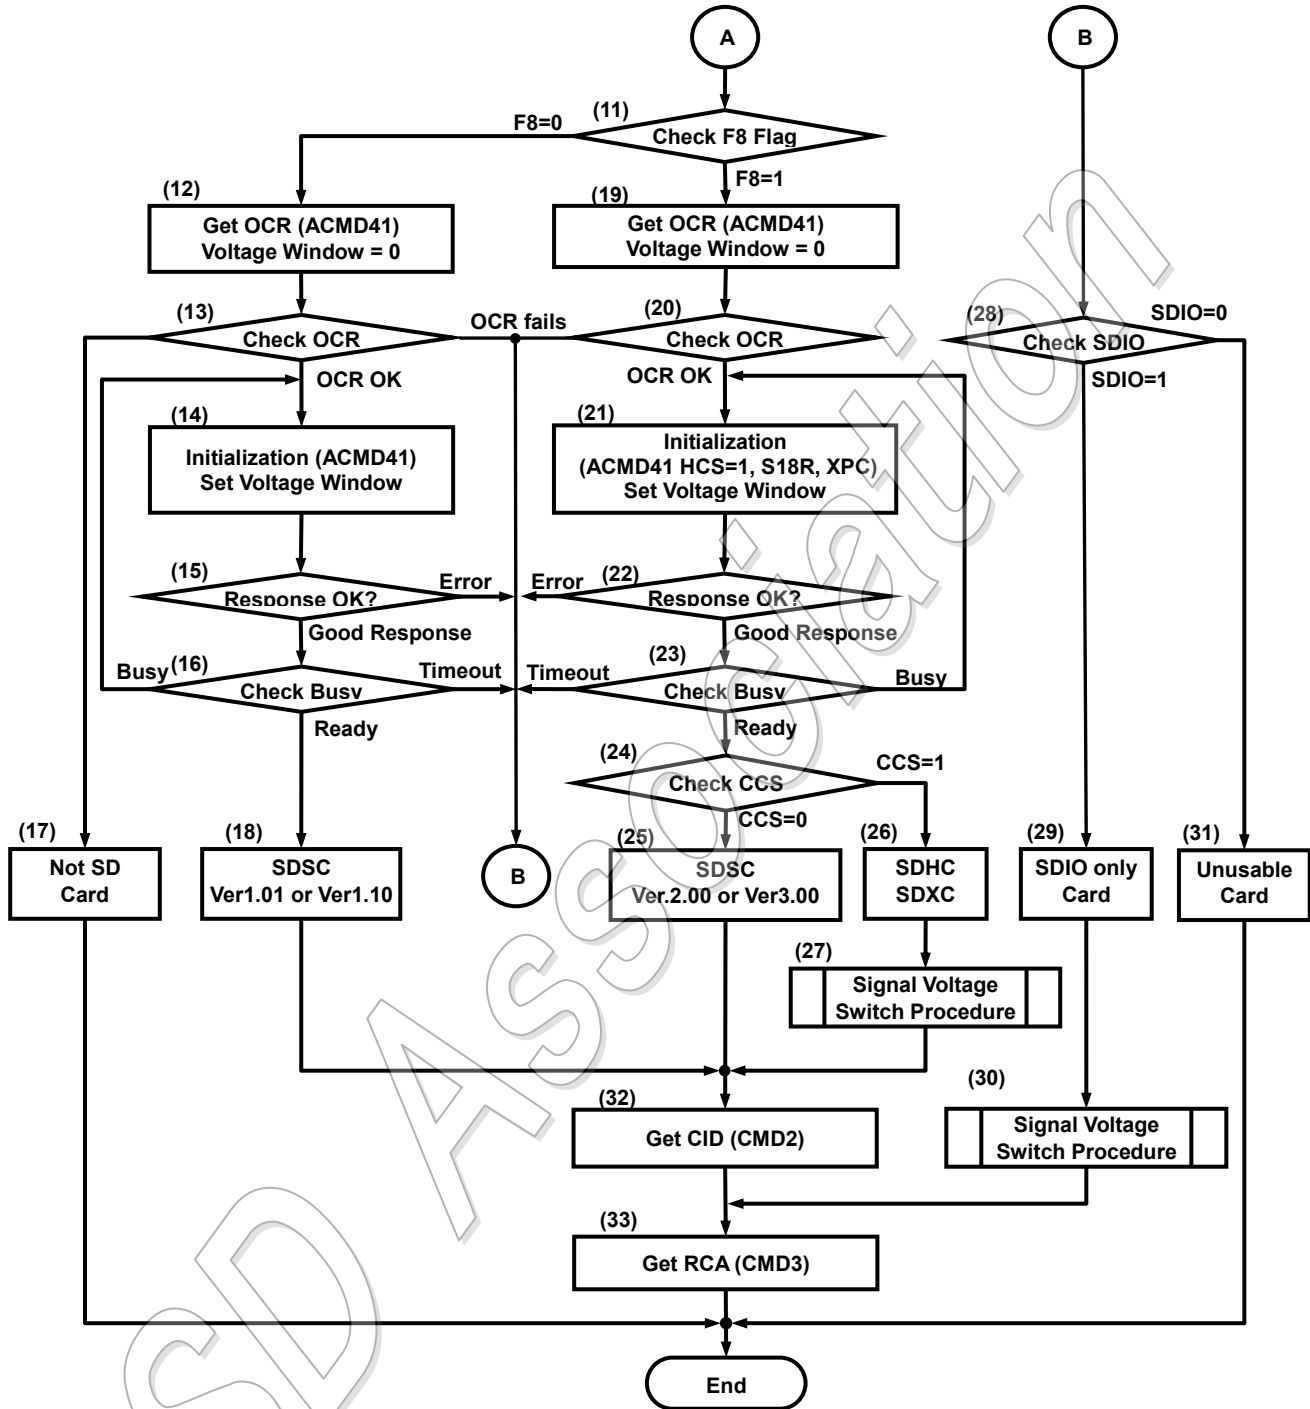 A
B
(11)
F8=0
Check F8 Flag
F8=1
(12)
Get OCR (ACMD41)
Voltage Window = 0
(19)
Get OCR (ACMD41)
Voltage Window = 0
(13)
Check OCR
OCR fails
(20)
Check OCR
(28)
Check SDIO
SDIO=0
SDIO=1
OCR OK
OCR OK
(14)
Initialization (ACMD41)
Set Voltage Window
(21)
Initialization
(ACMD41 HCS=1, S18R, XPC)
Set Voltage Window
(15)
Response OK?
Error
Error
(22)
Response OK?
Good Response
Good Response
Busy
(16)
Check Busy
Timeout
Timeout
(23)
Check Busy
Busy
Ready
Ready
(24)
Check CCS
CCS=1
CCS=0
(17)
Not SD
Card
(18)
SDSC
Ver1.01 or Ver1.10
B
(25)
SDSC
Ver.2.00 or Ver3.00
(26)
SDHC
SDXC
(29)
SDIO only
Card
(31)
Unusable
Card
(27)
Signal Voltage
Switch Procedure
(30)
Signal Voltage
Switch Procedure
(32)
Get CID (CMD2)
(33)
Get RCA (CMD3)
End
SD Association